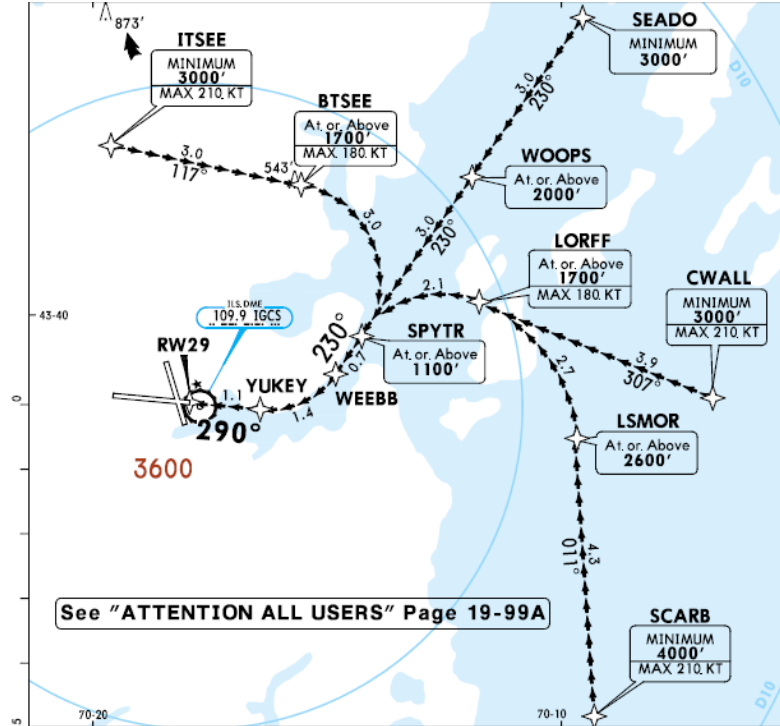 873'
ITSEE
MINIMUM
3000'
MAX. 210. KT
SEADO
MINIMUM
3000'
D10
3.0
230°
BTSEE
At. or. Above
1700'
MAX. 180. KT
3.0
117°
543'
WOOPS
At. or. Above
2000'
3.0
3.0
230°
LORFF
At. or. Above
1700'
MAX. 180. KT
2.1
CWALL
MINIMUM
3000'
MAX. 210. KT
43-40
ILS. DME
109.9 IGCS
230°
SPYTR
At. or. Above
1100'
0.7
RW29
YUKEY
WEEBB
1.1
1.4
290°
3.9
307°
2.7
LSMOR
At. or. Above
2600'
0
3600
4.3
011°
See "ATTENTION ALL USERS" Page 19-99A
SCARB
MINIMUM
4000'
MAX. 210. KT
D10
5
70-20
70-10